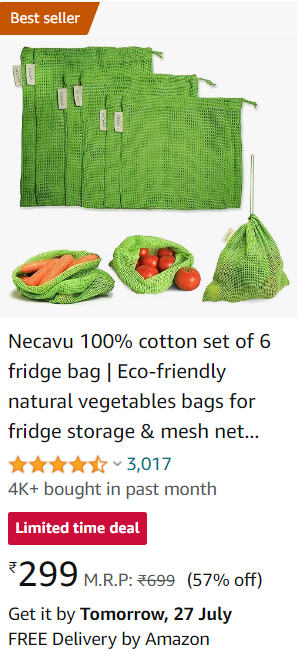 Best seller
Necavu 100% cotton set of 6
fridge bag | Eco-friendly
natural vegetables bags for
fridge storage & mesh net...
3,017
4K+ bought in past month
Limited time deal
₹299 M.R.P: ₹699 (57% off)
Get it by Tomorrow, 27 July
FREE Delivery by Amazon